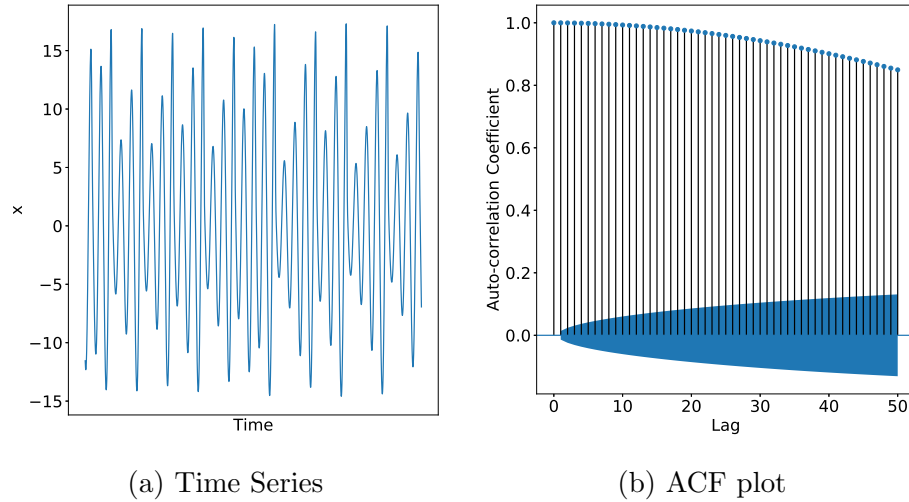 15
10
5
0
−5
−10
−15
x
Time
(a) Time Series
1.0
0.8
0.6
0.4
0.2
0.0
Auto-correlation Coefficient
0 10 20 30 40 50
Lag
(b) ACF plot